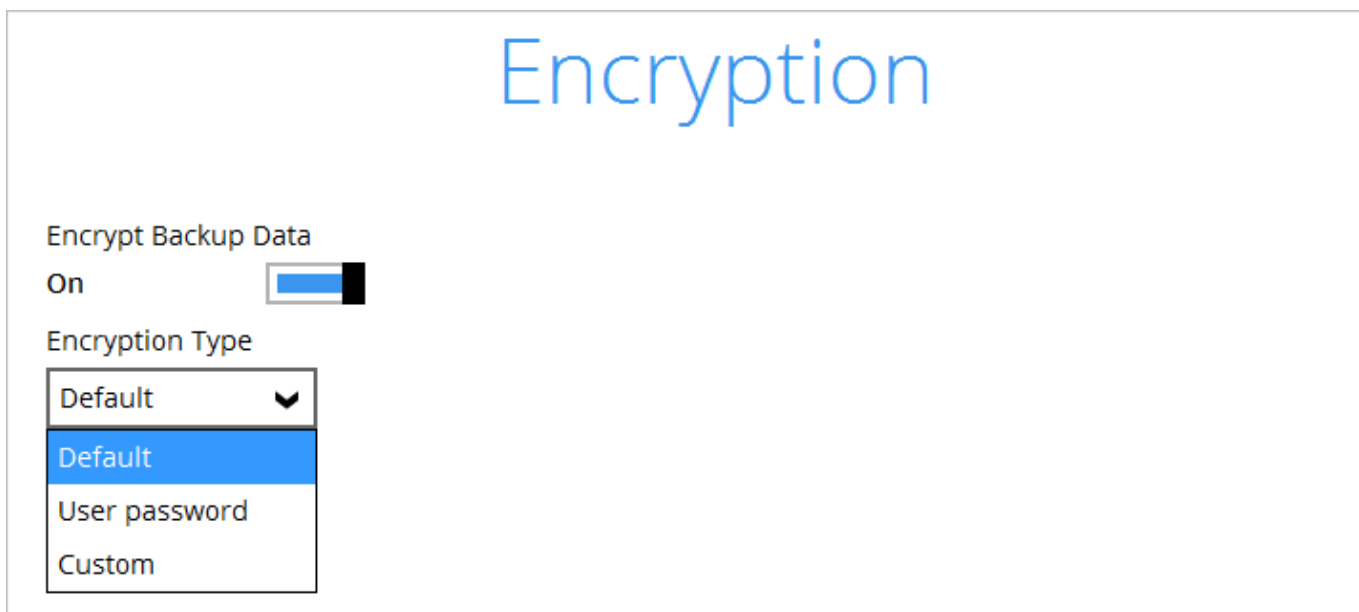 Encryption
Encrypt Backup Data
On
Encryption Type
Default
Default
User password
Custom